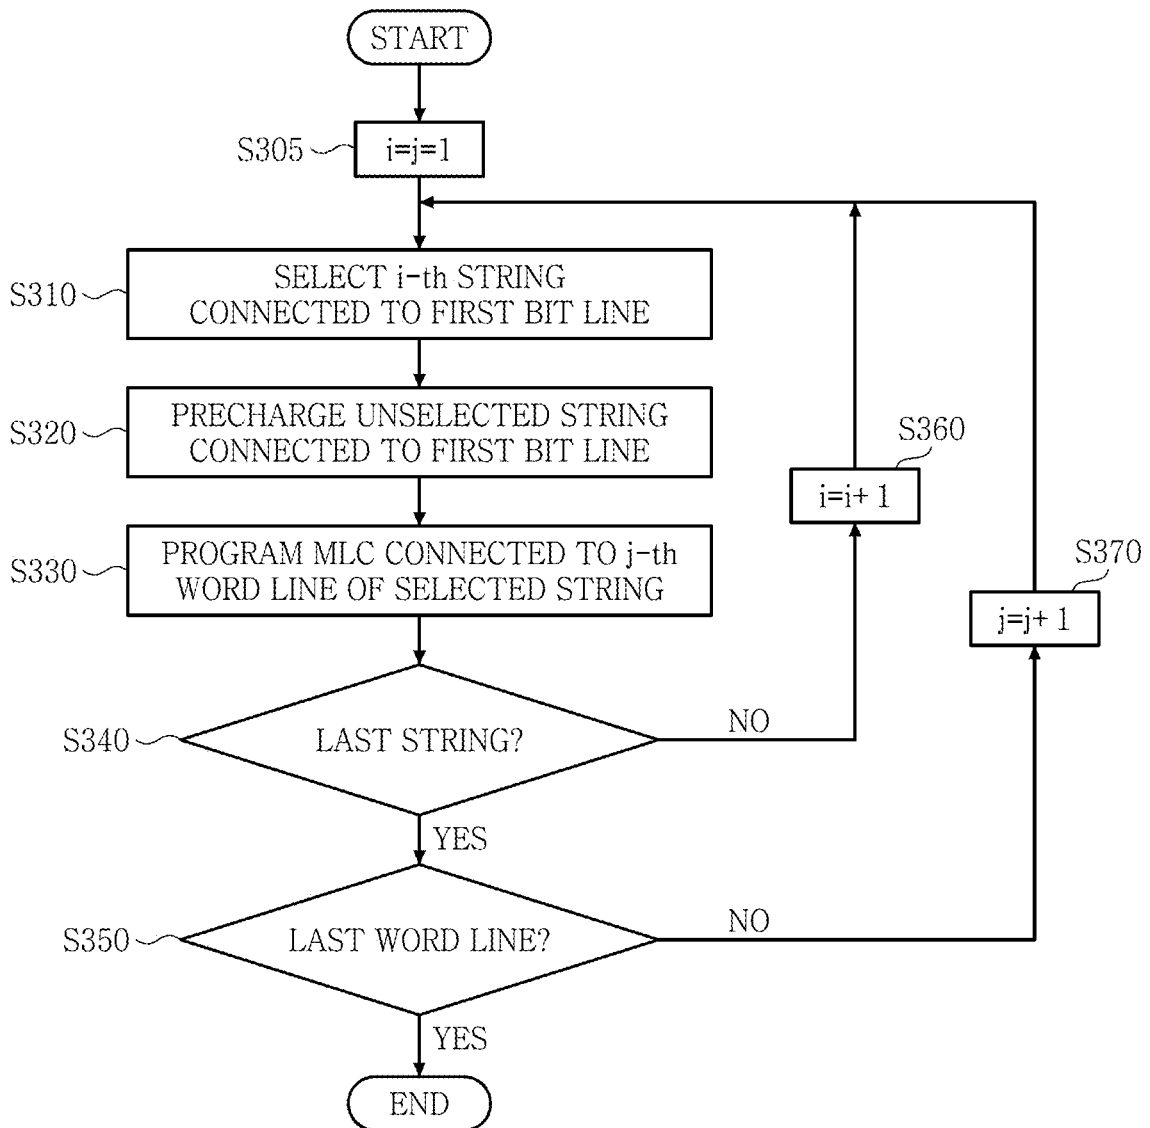 START
S305
i=j=1
S310
SELECT i-th STRING
CONNECTED TO FIRST BIT LINE
S320
PRECHARGE UNSELECTED STRING
CONNECTED TO FIRST BIT LINE
S360
i=i+ 1
S330
PROGRAM MLC CONNECTED TO j-th
WORD LINE OF SELECTED STRING
S370
j=j+ 1
S340
LAST STRING?
NO
YES
S350
LAST WORD LINE?
NO
YES
END